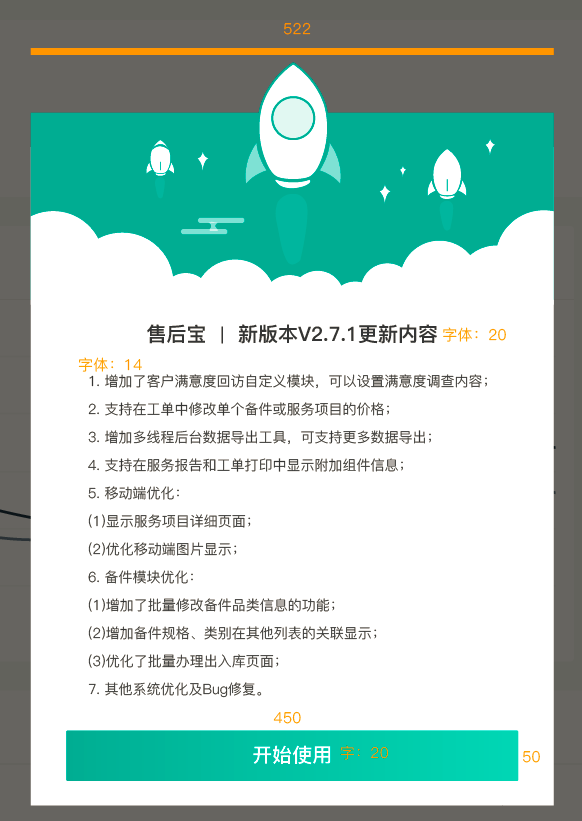 522
售后宝 | 新版本V2.7.1更新内容 字体：20
字体：14
1. 增加了客户满意度回访自定义模块，可以设置满意度调查内容；
2. 支持在工单中修改单个备件或服务项目的价格；
3. 增加多线程后台数据导出工具，可支持更多数据导出；
4. 支持在服务报告和工单打印中显示附加组件信息；
5. 移动端优化：
(1)显示服务项目详细页面；
(2)优化移动端图片显示；
6. 备件模块优化：
(1)增加了批量修改备件品类信息的功能；
(2)增加备件规格、类别在其他列表的关联显示；
(3)优化了批量办理出入库页面；
7. 其他系统优化及Bug修复。
450
开始使用 字：20
50